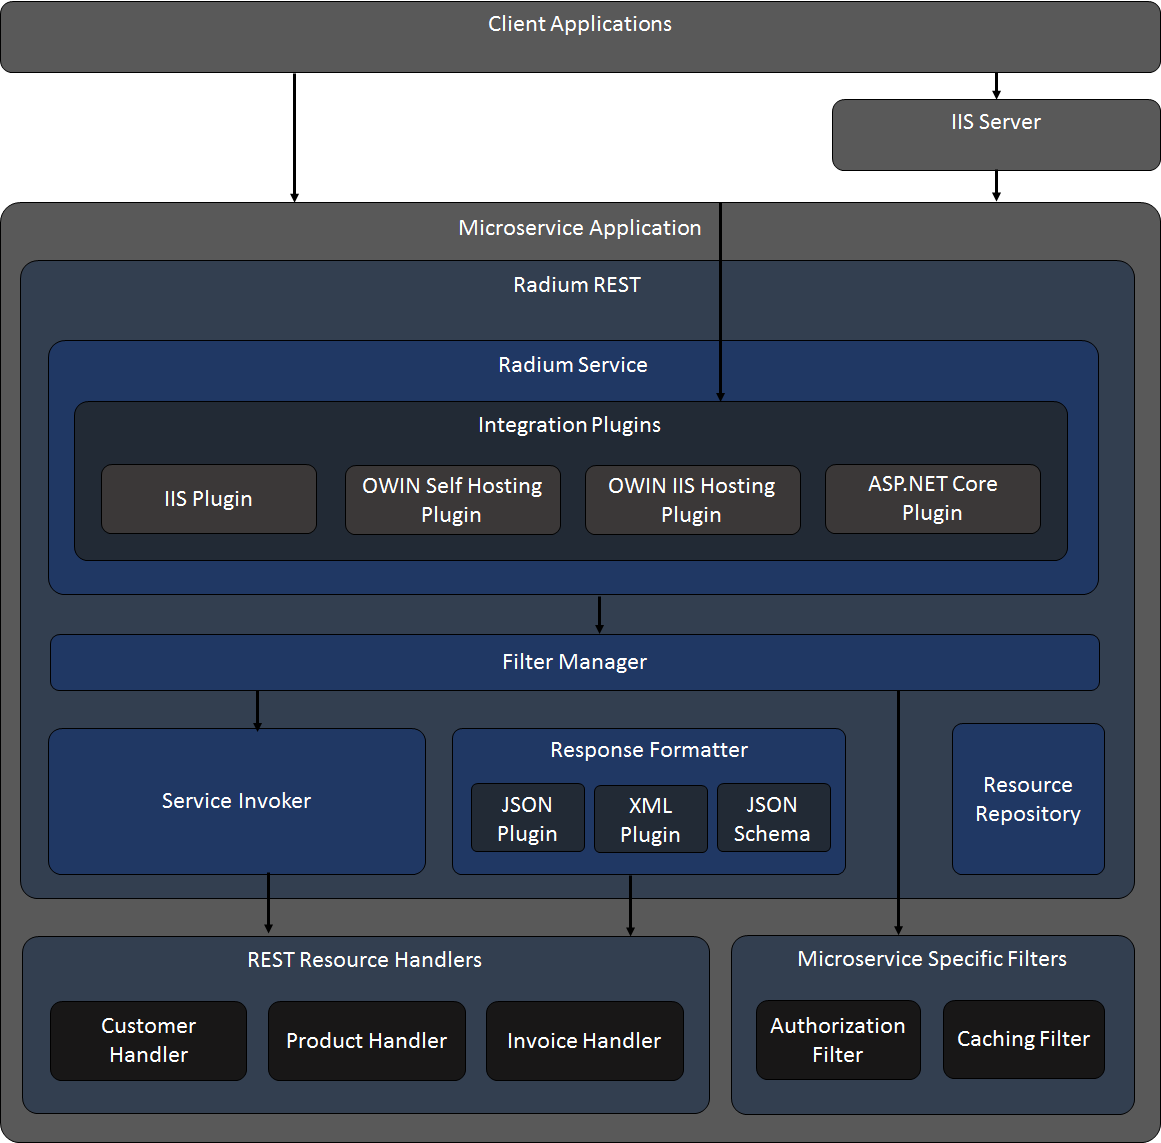 Client Applications
IIS Server
Microservice Application
Radium REST
Radium Service
Integration Plugins
IIS Plugin
OWIN Self Hosting
Plugin
OWIN IIS Hosting
Plugin
ASP.NET Core
Plugin
Filter Manager
Service Invoker
Response Formatter
JSON
Plugin
XML
Plugin
JSON
Schema
Resource
Repository
REST Resource Handlers
Customer
Handler
Product Handler
Invoice Handler
Microservice Specific Filters
Authorization
Filter
Caching Filter